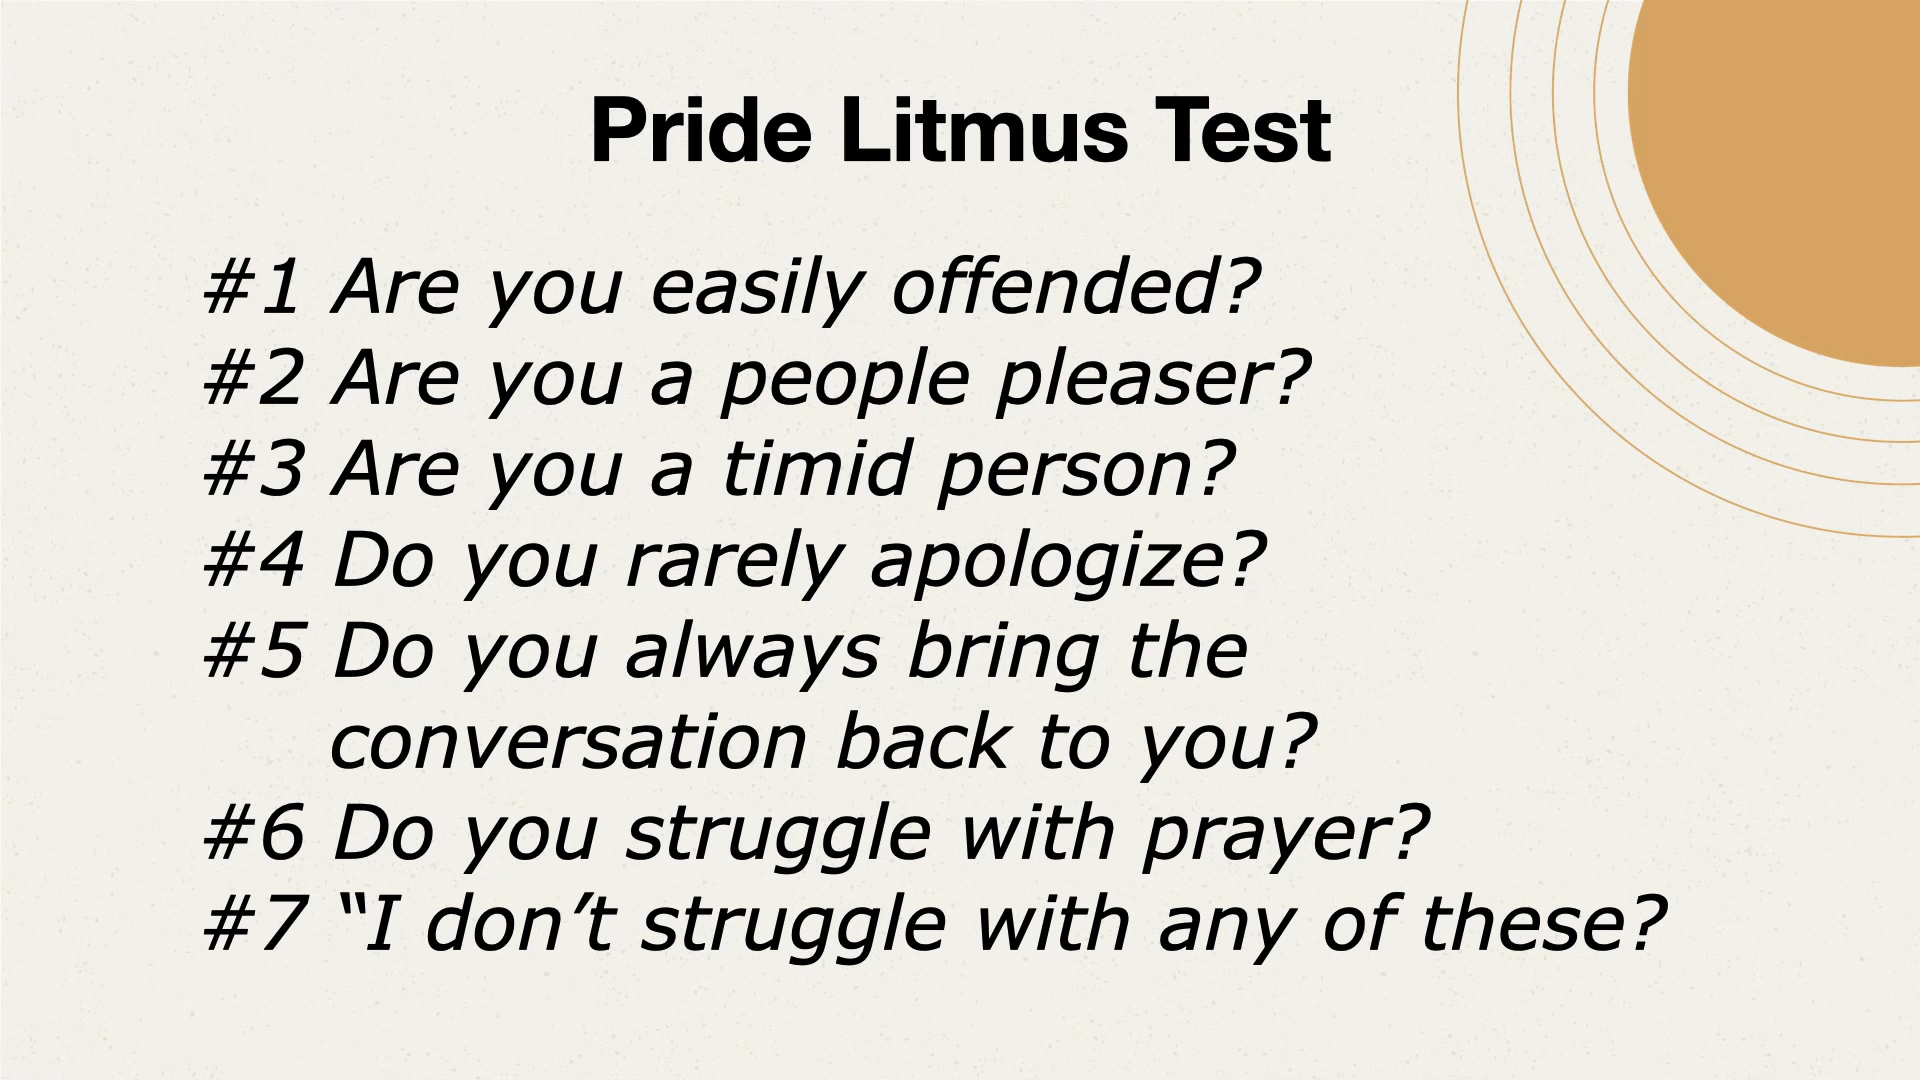 Pride Litmus Test
#1 Are you easily offended?
#2 Are you a people pleaser?
#3 Are you a timid person?
#4 Do you rarely apologize?
#5 Do you always bring the
conversation back to you?
#6 Do you struggle with prayer?
#7 “I don’t struggle with any of these?